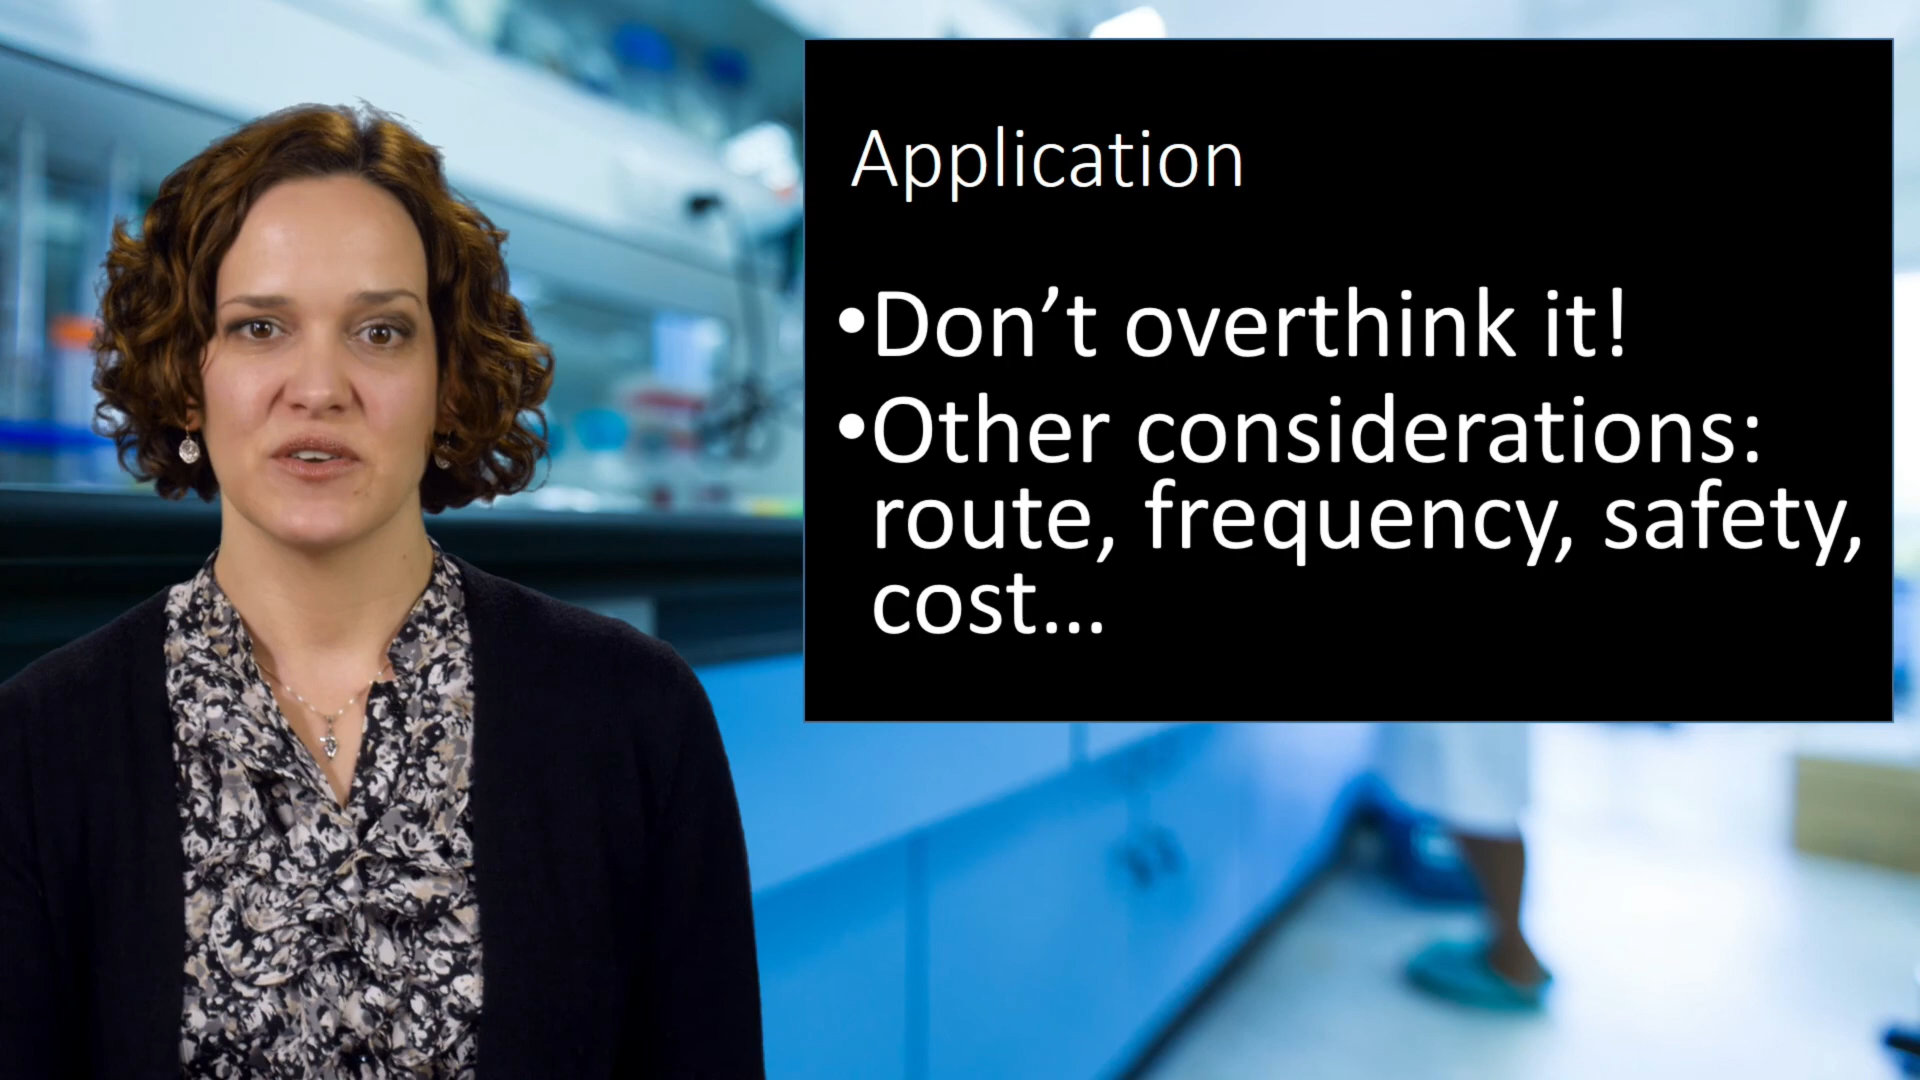 Application
•Don’t overthink it!
•Other considerations:
route, frequency, safety,
cost...